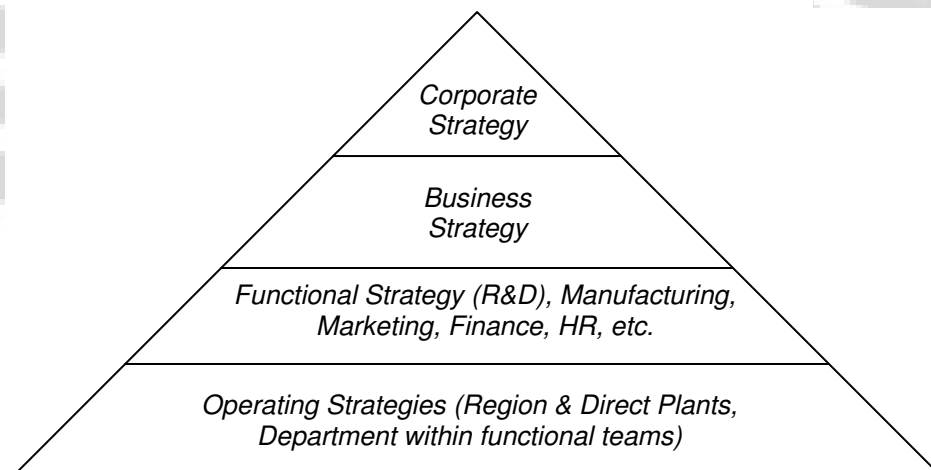 Corporate
Strategy
Business
Strategy
Functional Strategy (R&D), Manufacturing,
Marketing, Finance, HR, etc.
Operating Strategies (Region & Direct Plants,
Department within functional teams)